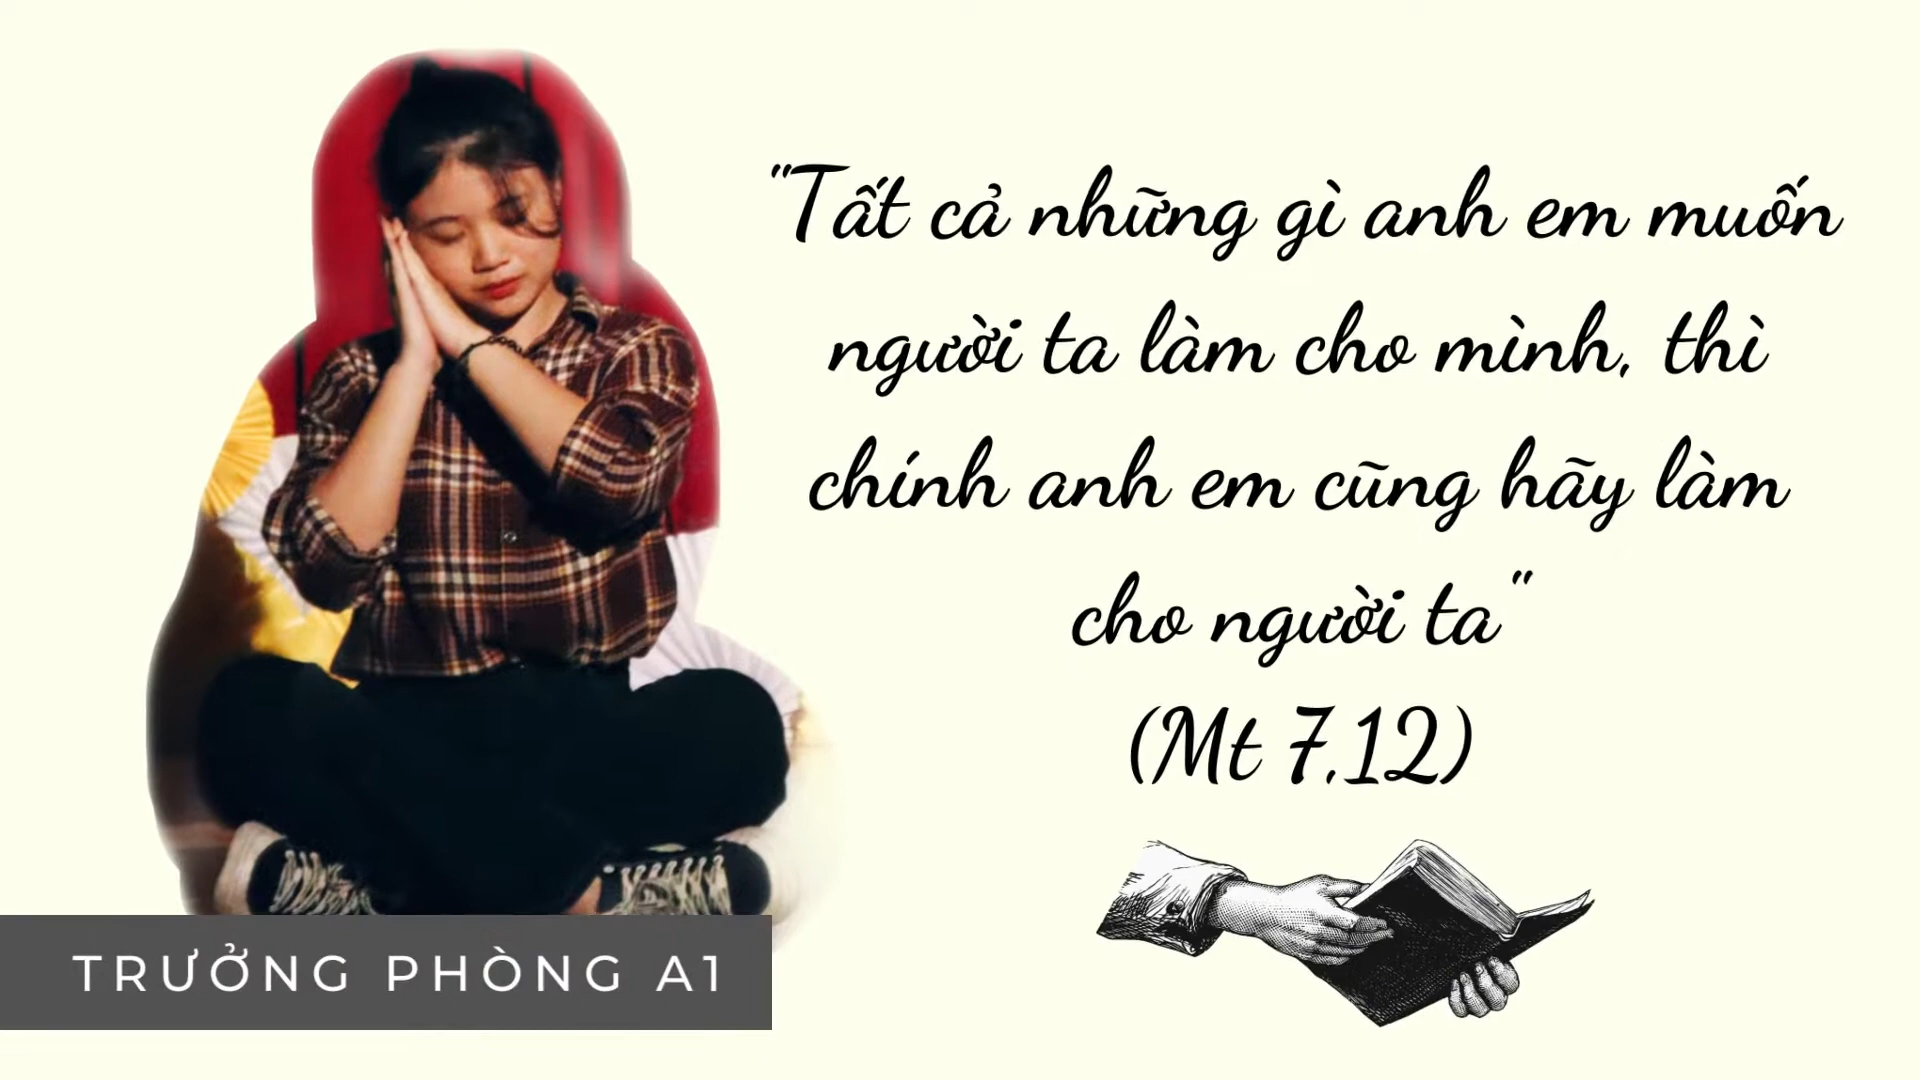 "Tất cả những gì anh em muốn
người ta làm cho mình, thì
chính anh em cũng hãy làm
cho người ta"
(Mt 7,12)
TRƯỞNG PHÒNG A1